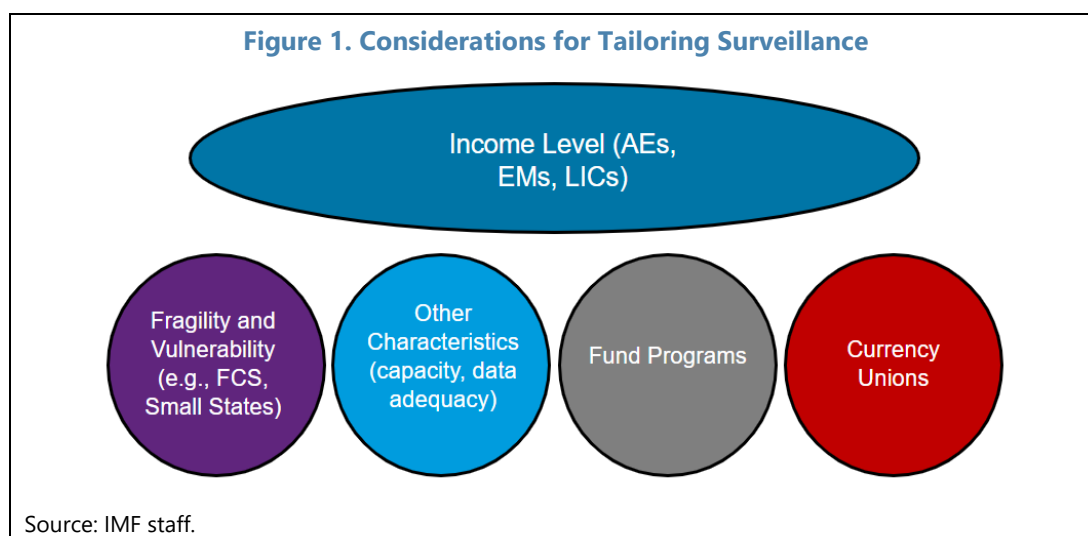 Figure 1. Considerations for Tailoring Surveillance
Income Level (AEs,
EMs, LICs)
Fragility and
Vulnerability
(e.g., FCS,
Small States)
Other
Characteristics
(capacity, data
adequacy)
Fund Programs
Currency
Unions
Source: IMF staff.